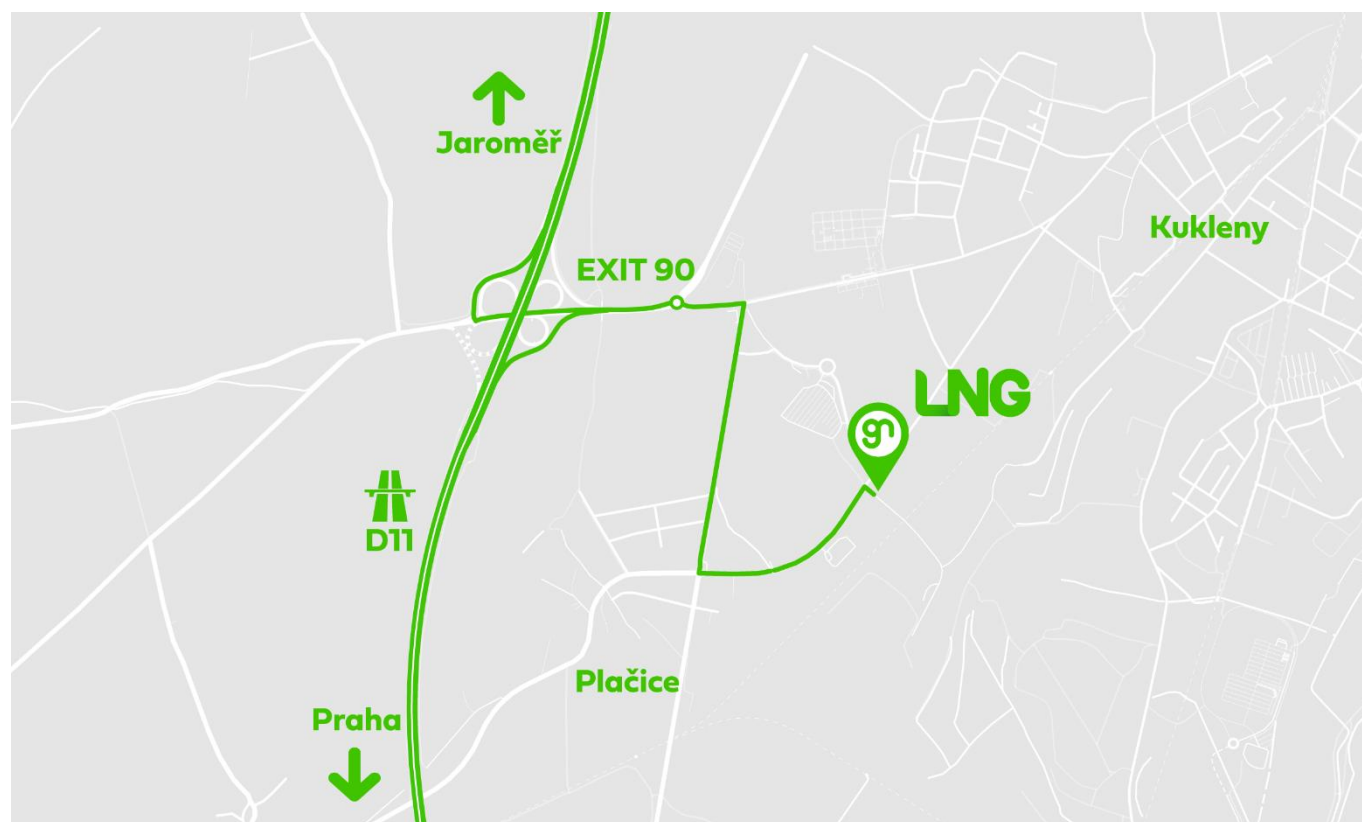 Jaroměř
Kukleny
EXIT 90
LNG
gn
D11
Plačice
Praha